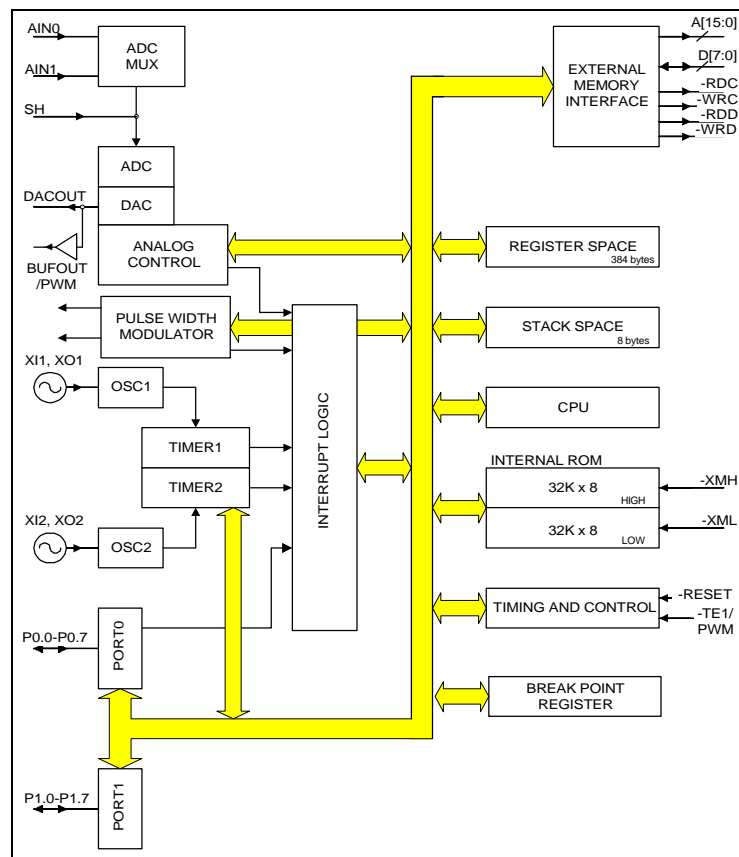 AIN0
ADC
MUX
AIN1
SH
ADC
DACOUT
DAC
ANALOG
CONTROL
BUFOUT
/PWM
PULSE WIDTH
MODULATOR
XI1, XO1
OSC1
TIMER1
TIMER2
XI2, XO2
OSC2
P0.0-P0.7
PORT0
P1.0-P1.7
PORT1
INTERRUPT LOGIC
EXTERNAL
MEMORY
INTERFACE
A[15:0]
D[7:0]
-RDC
-WRC
-RDD
-WRD
REGISTER SPACE
384 bytes
STACK SPACE
8 bytes
CPU
INTERNAL ROM
32K x 8
HIGH
32K x 8
LOW
-XMH
-XML
TIMING AND CONTROL
-RESET
-TE1/
PWM
BREAK POINT
REGISTER